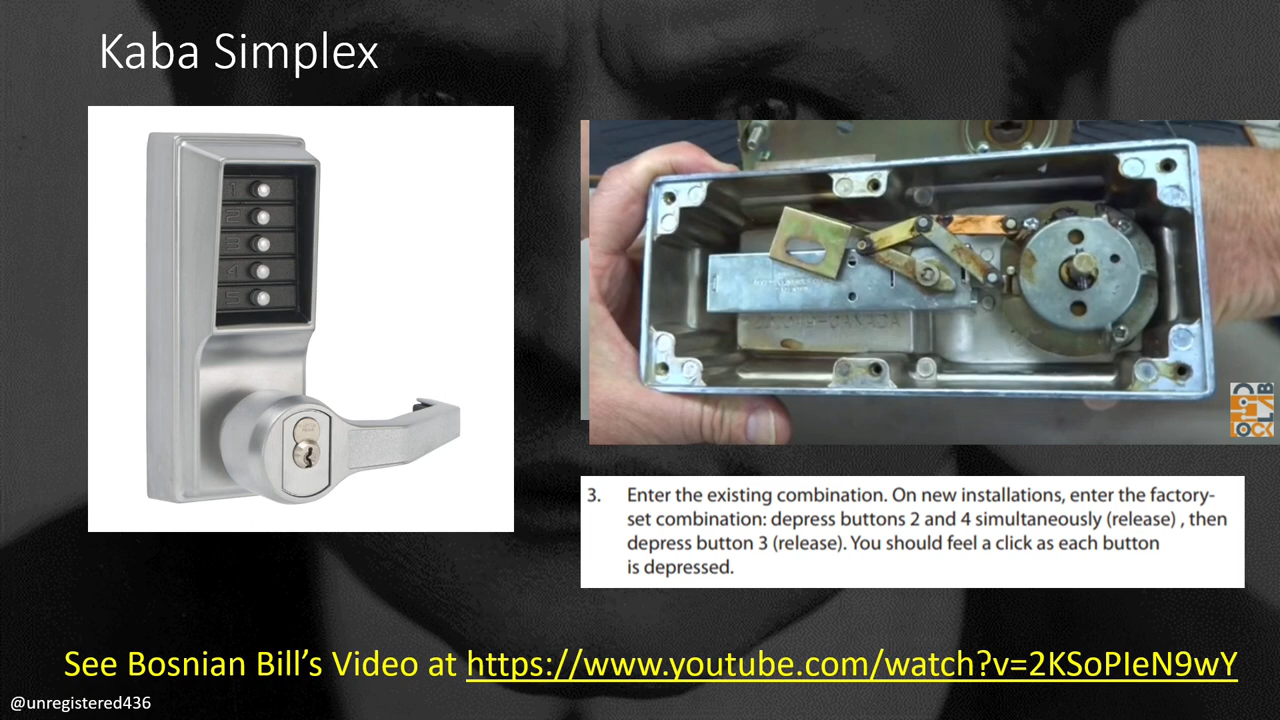 Kaba Simplex
1
2
3
4
5
3. Enter the existing combination. On new installations, enter the factory-
set combination: depress buttons 2 and 4 simultaneously (release) , then
depress button 3 (release). You should feel a click as each button
is depressed.
See Bosnian Bill’s Video at https://www.youtube.com/watch?v=2KSoPIeN9wY
@unregistered436